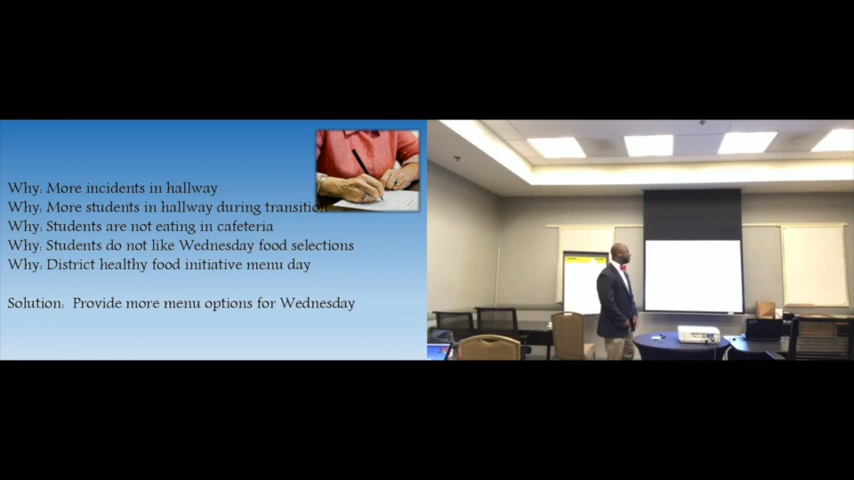 Why: More incidents in hallway
Why: More students in hallway during transition
Why: Students are not eating in cafeteria
Why: Students do not like Wednesday food selections
Why: District healthy food initiative menu day
Solution: Provide more menu options for Wednesday